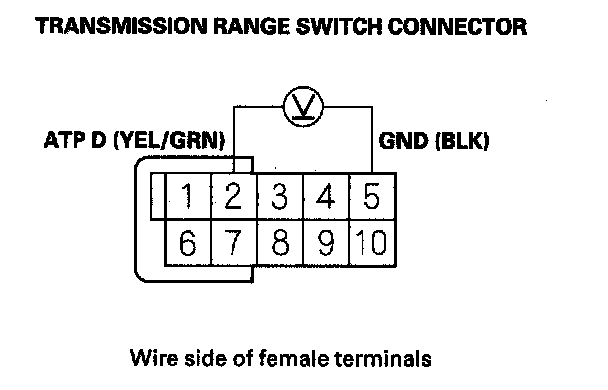 TRANSMISSION RANGE SWITCH CONNECTOR
V
ATP D (YEL/GRN)
GND (BLK)
1 2 3 4 5
6 7 8 9 10
Wire side of female terminals